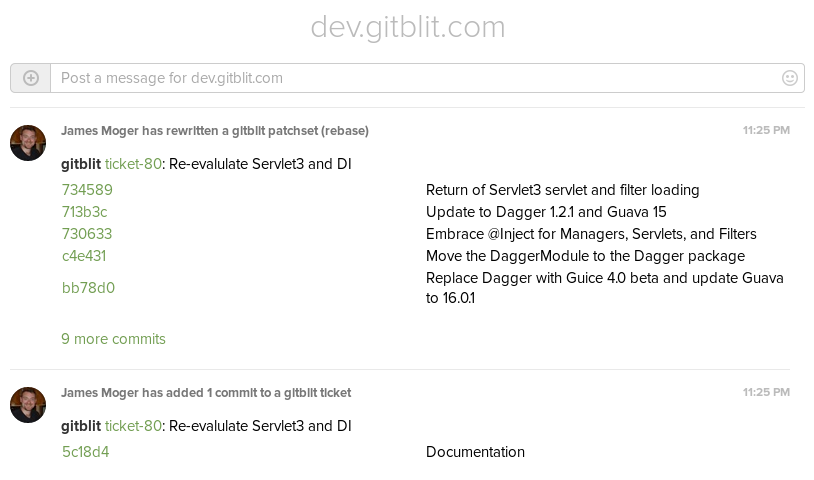 dev.gitblit.com
Post a message for dev.gitblit.com
James Moger has rewritten a gitblit patchset (rebase) 11:25 PM
gitblit ticket-80: Re-evalulate Servlet3 and DI
734589 Return of Servlet3 servlet and filter loading
713b3c Update to Dagger 1.2.1 and Guava 15
730633 Embrace @Inject for Managers, Servlets, and Filters
c4e431 Move the DaggerModule to the Dagger package
bb78d0 Replace Dagger with Guice 4.0 beta and update Guava
to 16.0.1
9 more commits
James Moger has added 1 commit to a gitblit ticket 11:25 PM
gitblit ticket-80: Re-evalulate Servlet3 and DI
5c18d4 Documentation